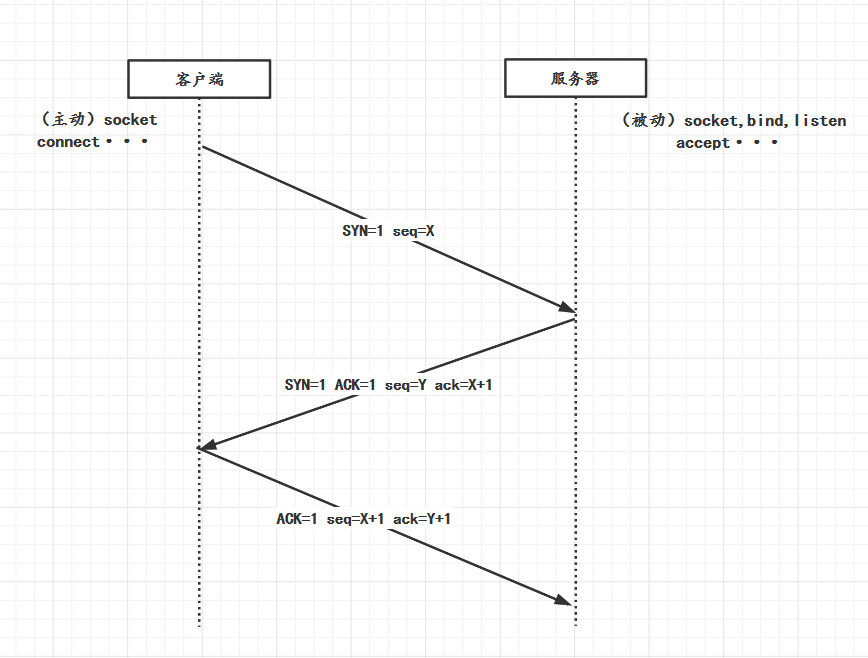 客户端
服务器
（主动）socket
connect···
（被动）socket,bind,listen
accept···
SYN=1 seq=X
SYN=1 ACK=1 seq=Y ack=X+1
ACK=1 seq=X+1 ack=Y+1